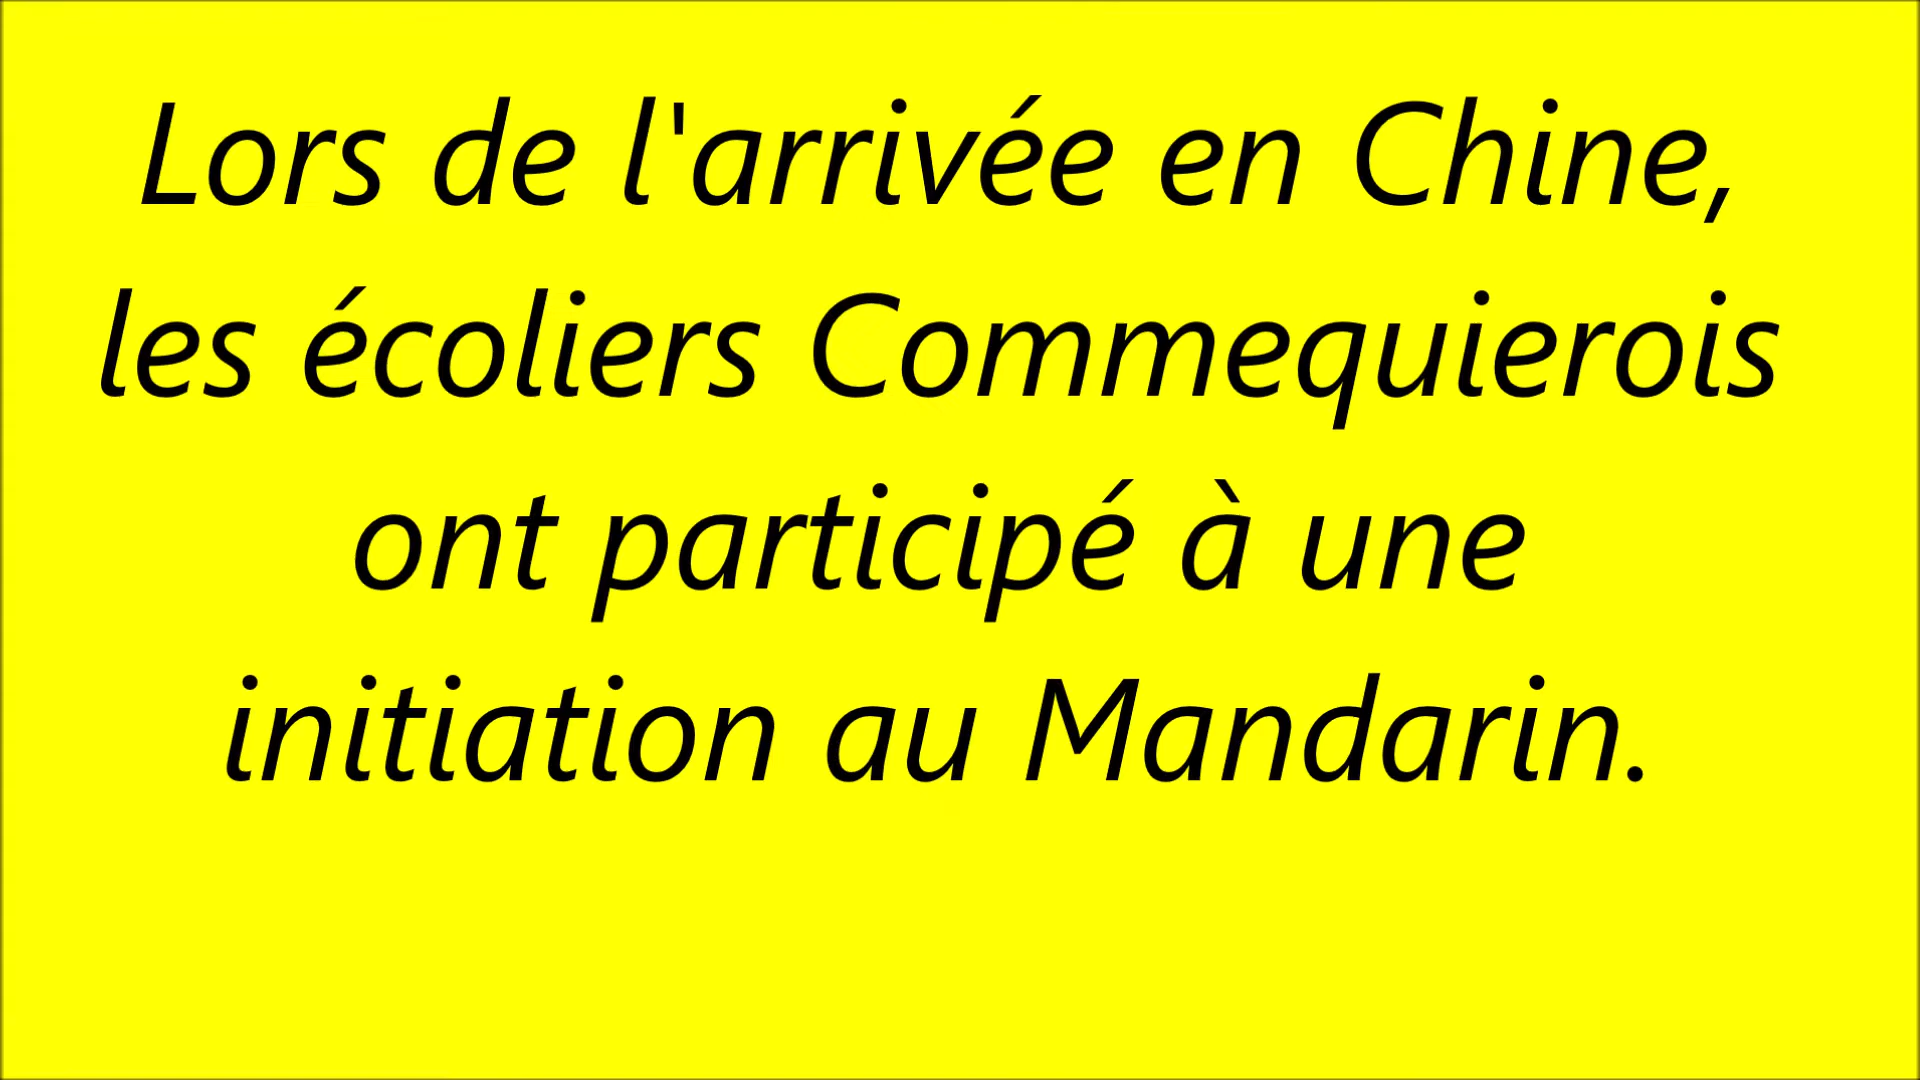 Lors de l'arrivée en Chine,
les écoliers Commequierois
ont participé à une
initiation au Mandarin.